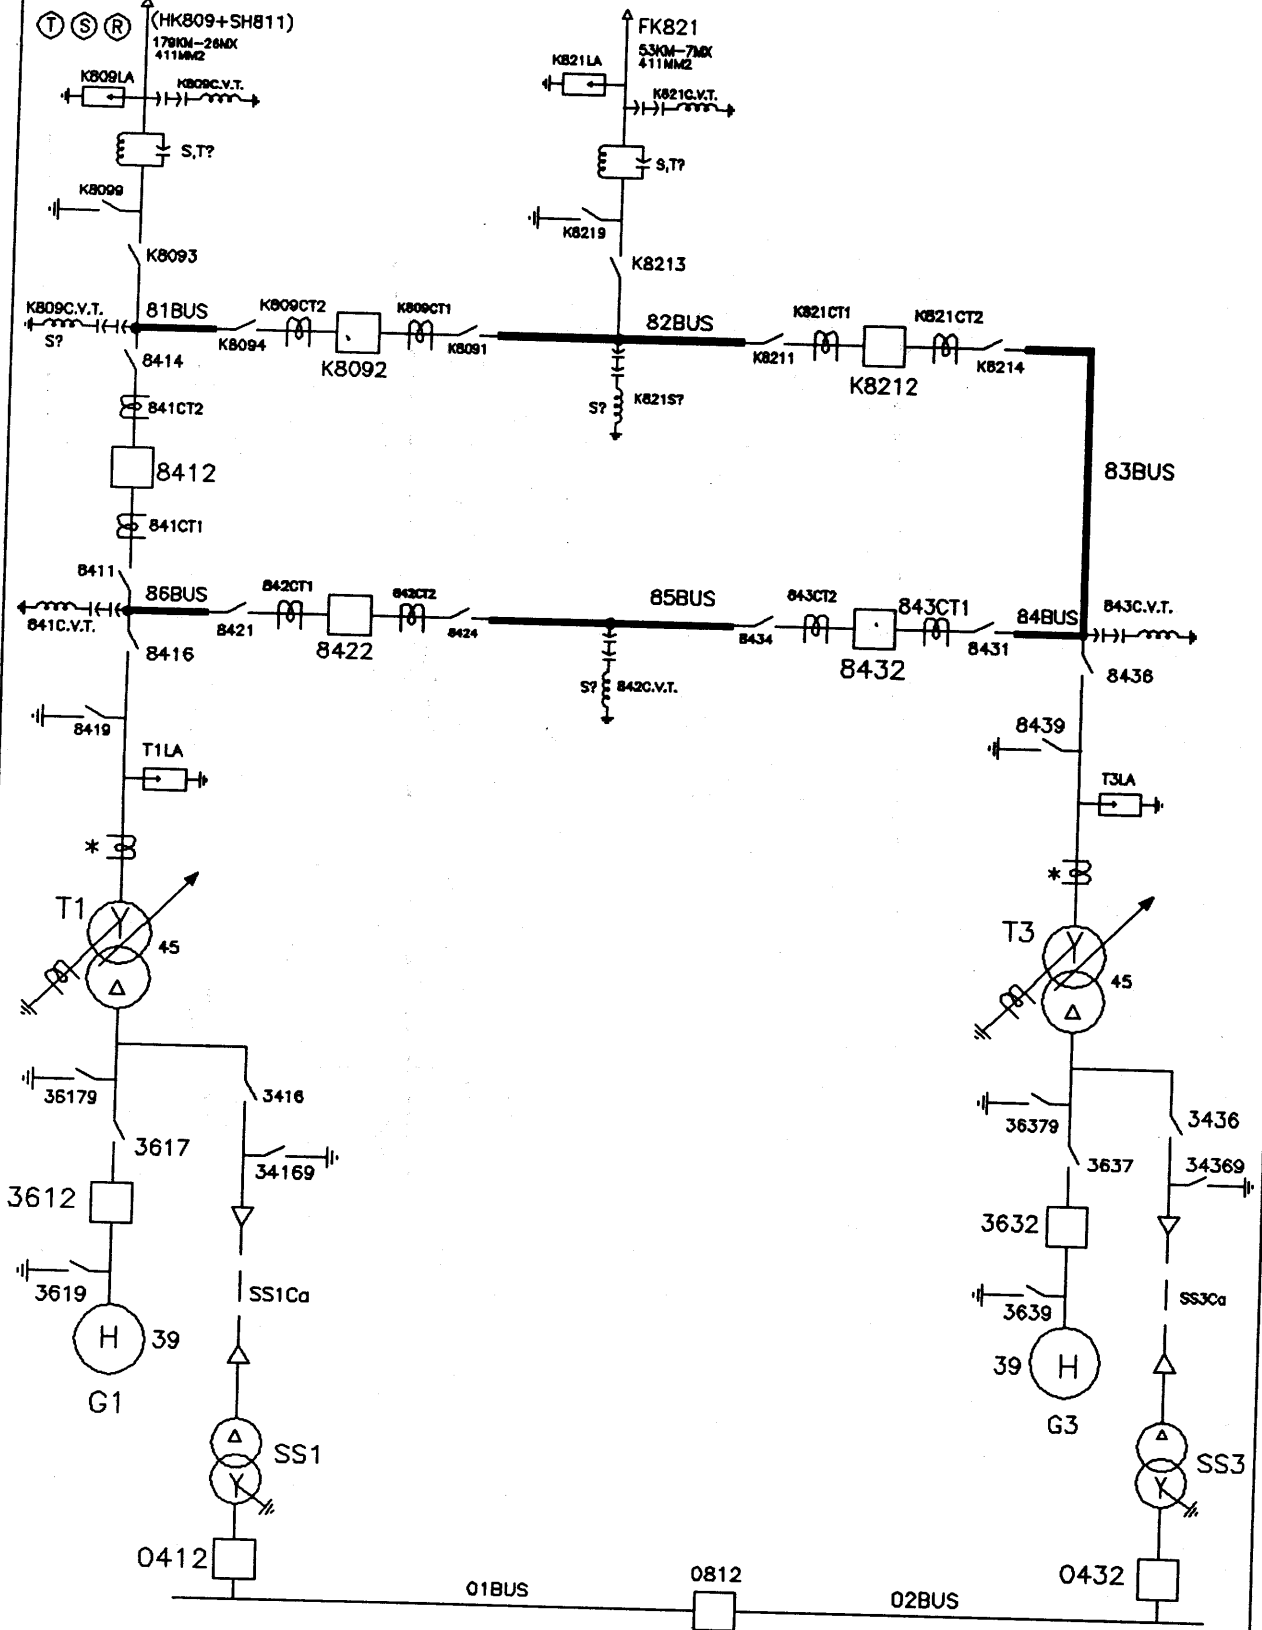 T S R (HK809+SH811)
179KM-26MX
411MM2
FK821
53KM-7MX
411MM2
K809LA
K809C.V.T.
K821LA
K821C.V.T.
S,T?
S,T?
K8099
K8219
K8093
K8213
K809C.V.T.
S?
81BUS
K8094
K809CT2
K8092
K809CT1
K8091
82BUS
K8211
K821CT1
K8212
K821CT2
K8214
S?
K821S?
8414
841CT2
8412
83BUS
841CT1
8411
86BUS
841C.V.T.
8421
842CT1
8422
842CT2
8424
85BUS
8434
843CT2
8432
843CT1
8431
84BUS
843C.V.T.
8416
8436
S?
842C.V.T.
8419
8439
T1LA
T3LA
*
*
T1
Y
45
Δ
T3
Y
45
Δ
36179
3416
3617
34169
3612
36379
3436
3637
34369
3632
3619
SS1Ca
3639
SS3Ca
H
39
G1
39
H
G3
Δ
Y
SS1
Δ
Y
SS3
0412
01BUS
0812
02BUS
0432